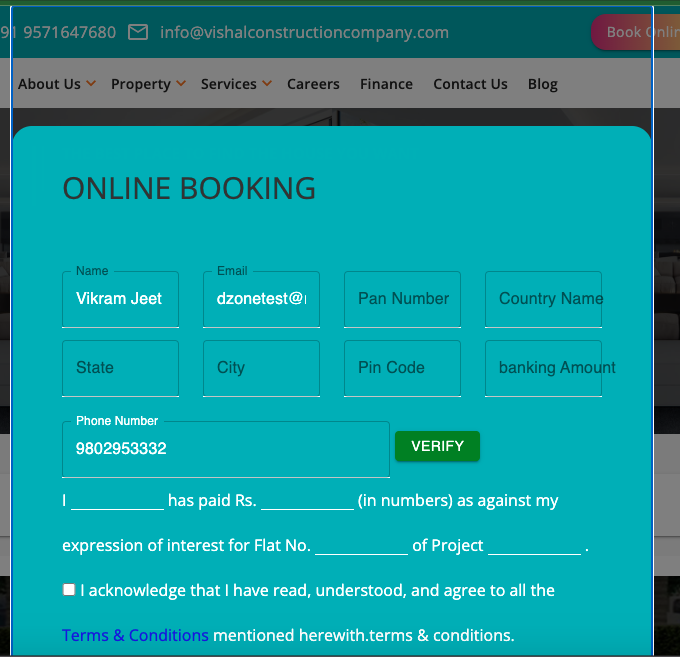 91 9571647680 info@vishalconstructioncompany.com Book Onlin
About Us Property Services Careers Finance Contact Us Blog
ONLINE BOOKING
Name Email
Vikram Jeet dzonetest@ Pan Number Country Name
State City Pin Code banking Amount
Phone Number
9802953332 VERIFY
I ___________ has paid Rs. ___________ (in numbers) as against my
expression of interest for Flat No. ___________ of Project ___________ .
I acknowledge that I have read, understood, and agree to all the
Terms & Conditions mentioned herewith.terms & conditions.